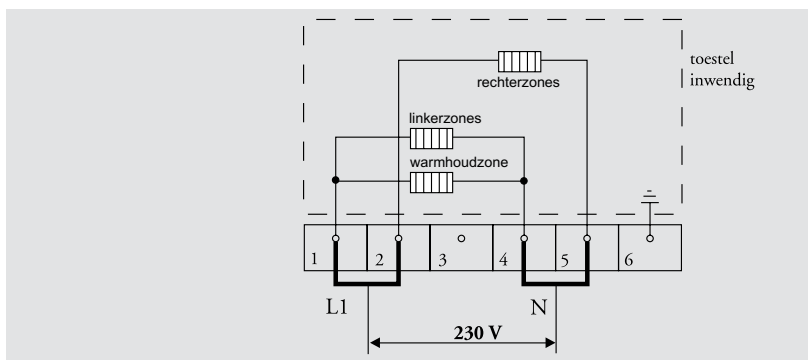 toestel
inwendig
rechterzones
linkerzones
warmhoudzone
1 2 3 4 5 6
L1 N
230 V